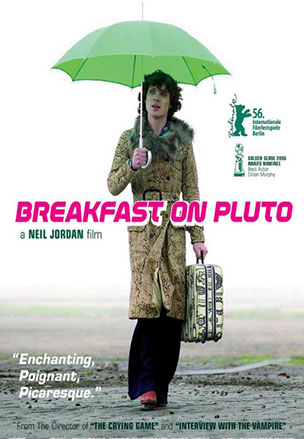 56.
Internationale
Filmfestspiele
Berlin
GOLDEN GLOBE 2006
AWARD NOMINEE
Best Actor
Cillian Murphy
BREAKFAST ON PLUTO
a NEIL JORDAN film
"Enchanting,
Poignant,
Picaresque."
From The Director of "THE CRYING GAME" and "INTERVIEW WITH THE VAMPIRE"